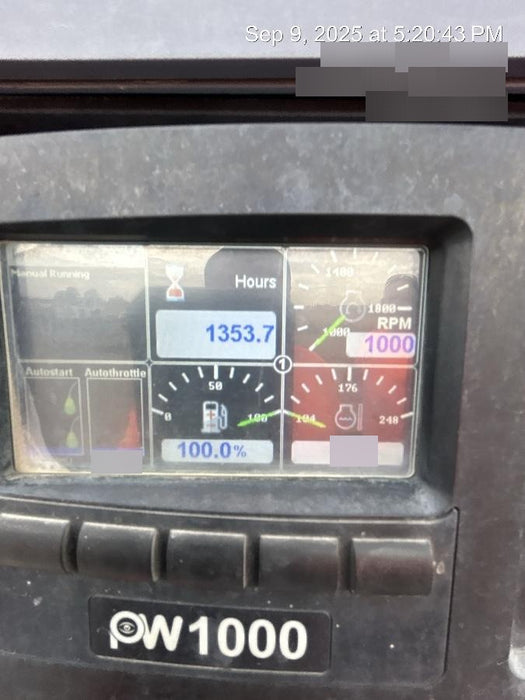 Sep 9, 2025 at 5:20:43 PM
Manual Running
Hours
1353.7
1400
1800
1000
RPM
1000
1
Autostart
Autothrottle
50
0
100
100.0%
176
104
248
PW1000